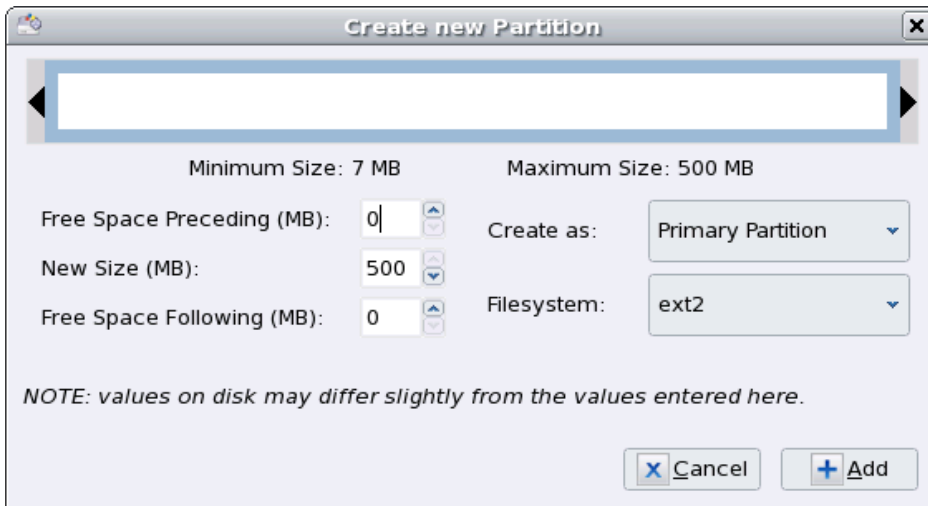 Create new Partition
Minimum Size: 7 MB Maximum Size: 500 MB
Free Space Preceding (MB): 0
Create as: Primary Partition
New Size (MB): 500
Filesystem: ext2
Free Space Following (MB): 0
NOTE: values on disk may differ slightly from the values entered here.
Cancel Add